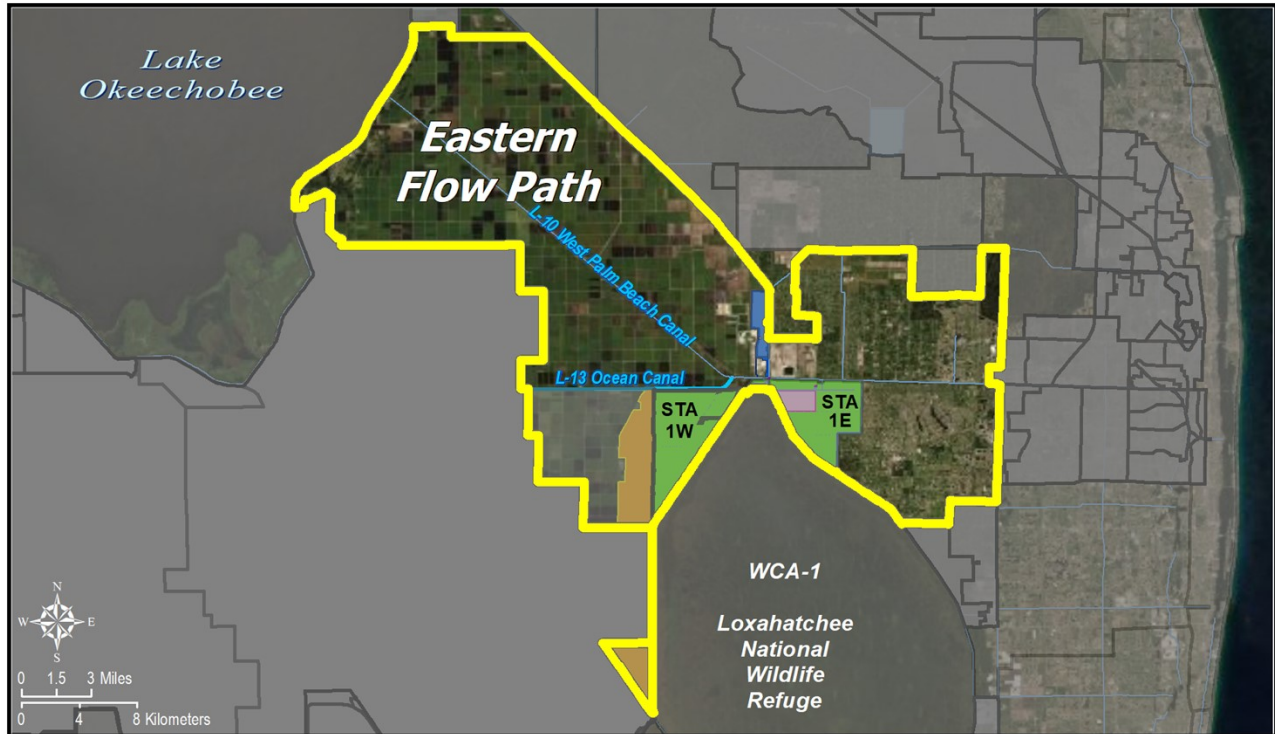 Lake
Okeechobee
Eastern
Flow Path
L-10 West Palm Beach Canal
L-13 Ocean Canal
STA
1W
STA
1E
WCA-1
Loxahatchee
National
Wildlife
Refuge
N
W E
S
0 1.5 3 Miles
0 4 8 Kilometers